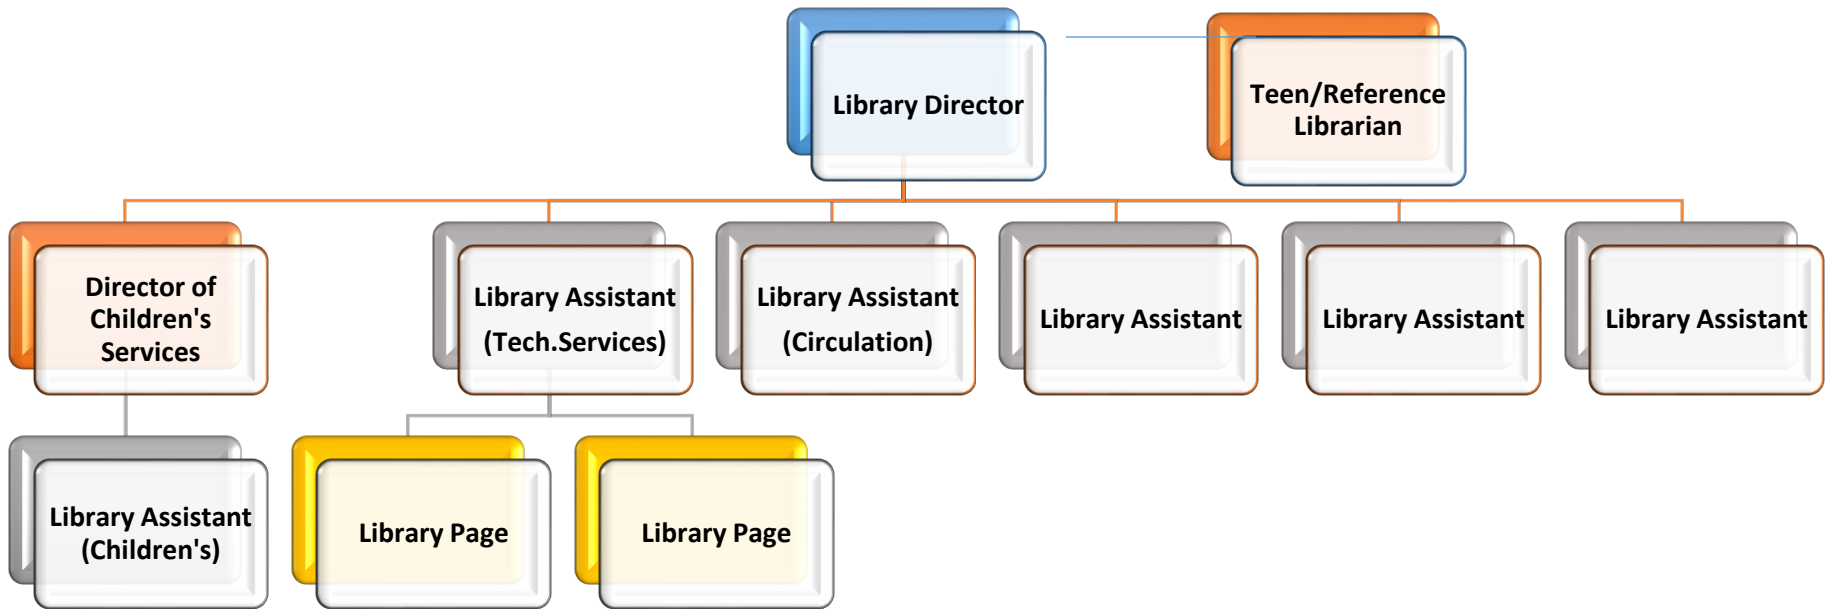 Library Director
Teen/Reference
Librarian
Director of
Children's
Services
Library Assistant
(Tech.Services)
Library Assistant
(Circulation)
Library Assistant
Library Assistant
Library Assistant
Library Assistant
(Children's)
Library Page
Library Page